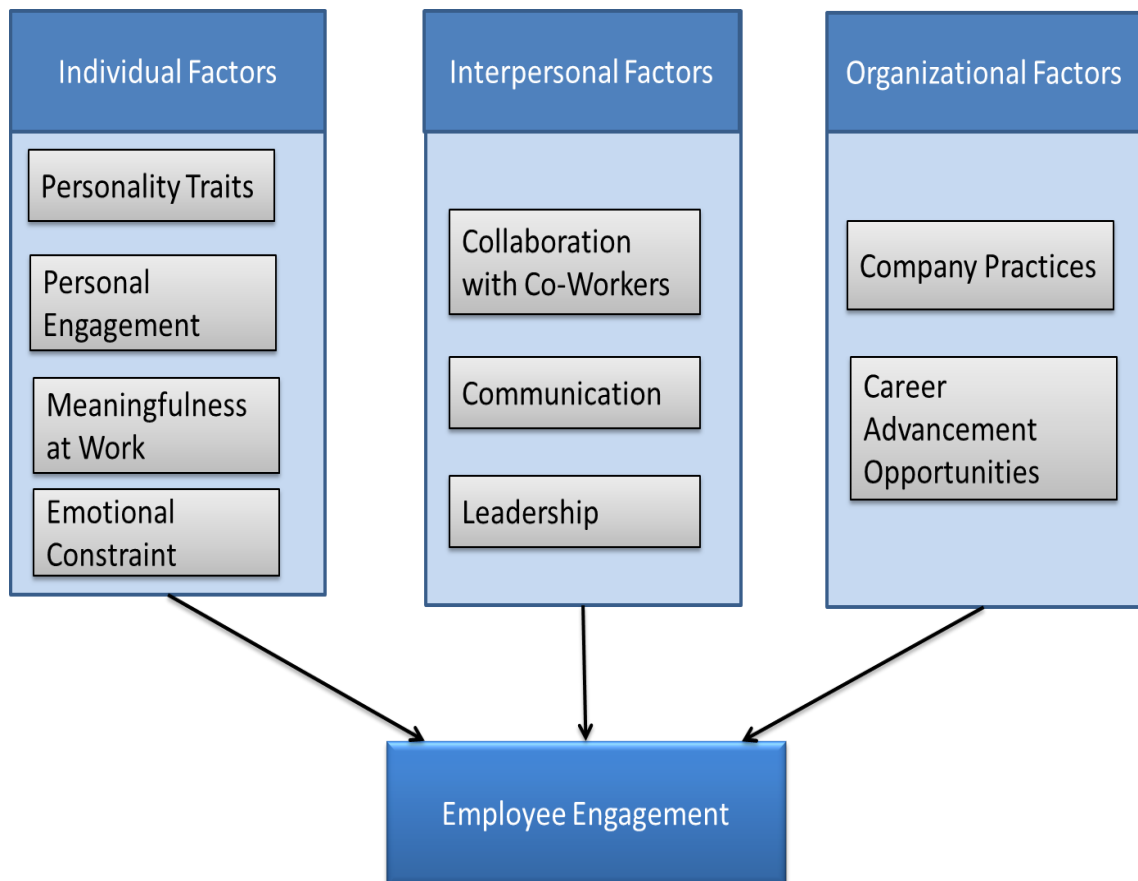 Individual Factors
Personality Traits
Personal
Engagement
Meaningfulness
at Work
Emotional
Constraint
Interpersonal Factors
Collaboration
with Co-Workers
Communication
Leadership
Organizational Factors
Company Practices
Career
Advancement
Opportunities
Employee Engagement